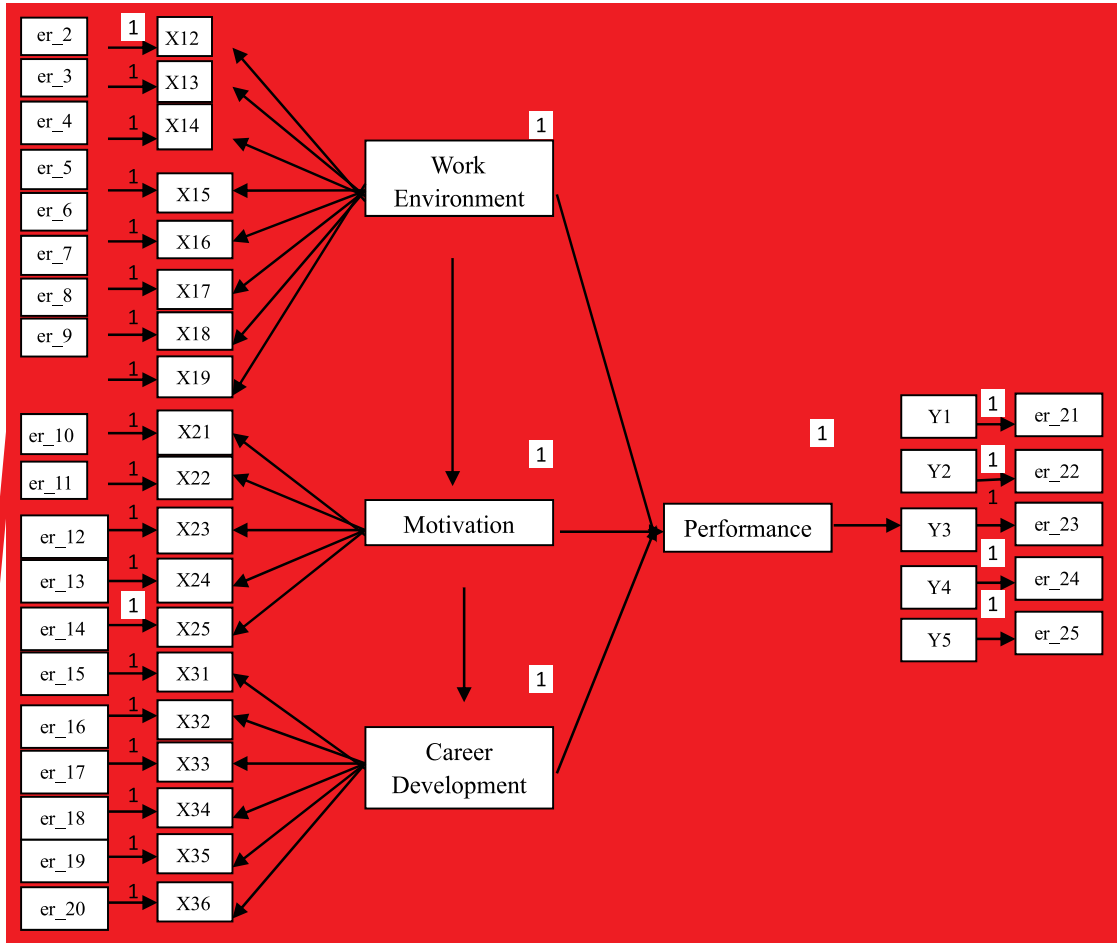 er_2 1 X12
er_3 1 X13
er_4 1 X14
er_5 1 X15
er_6 1 X16
er_7 1 X17
er_8 1 X18
er_9 1 X19
er_10 1 X21
er_11 1 X22
er_12 1 X23
er_13 1 X24
er_14 1 X25
er_15 1 X31
er_16 1 X32
er_17 1 X33
er_18 1 X34
er_19 1 X35
er_20 1 X36
1
Work
Environment
1
Motivation
1
Career
Development
1
Performance
Y1 1 er_21
Y2 1 er_22
Y3 1 er_23
Y4 1 er_24
Y5 1 er_25